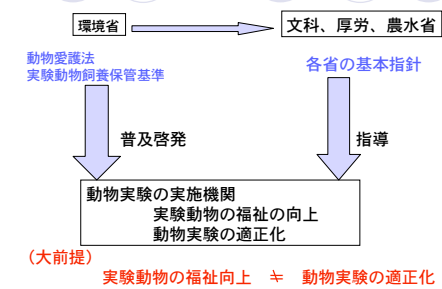 環境省
文科、厚労、農水省
動物愛護法
実験動物飼養保管基準
各省の基本指針
普及啓発
指導
動物実験の実施機関
実験動物の福祉の向上
動物実験の適正化
(大前提)
実験動物の福祉向上 ≒ 動物実験の適正化